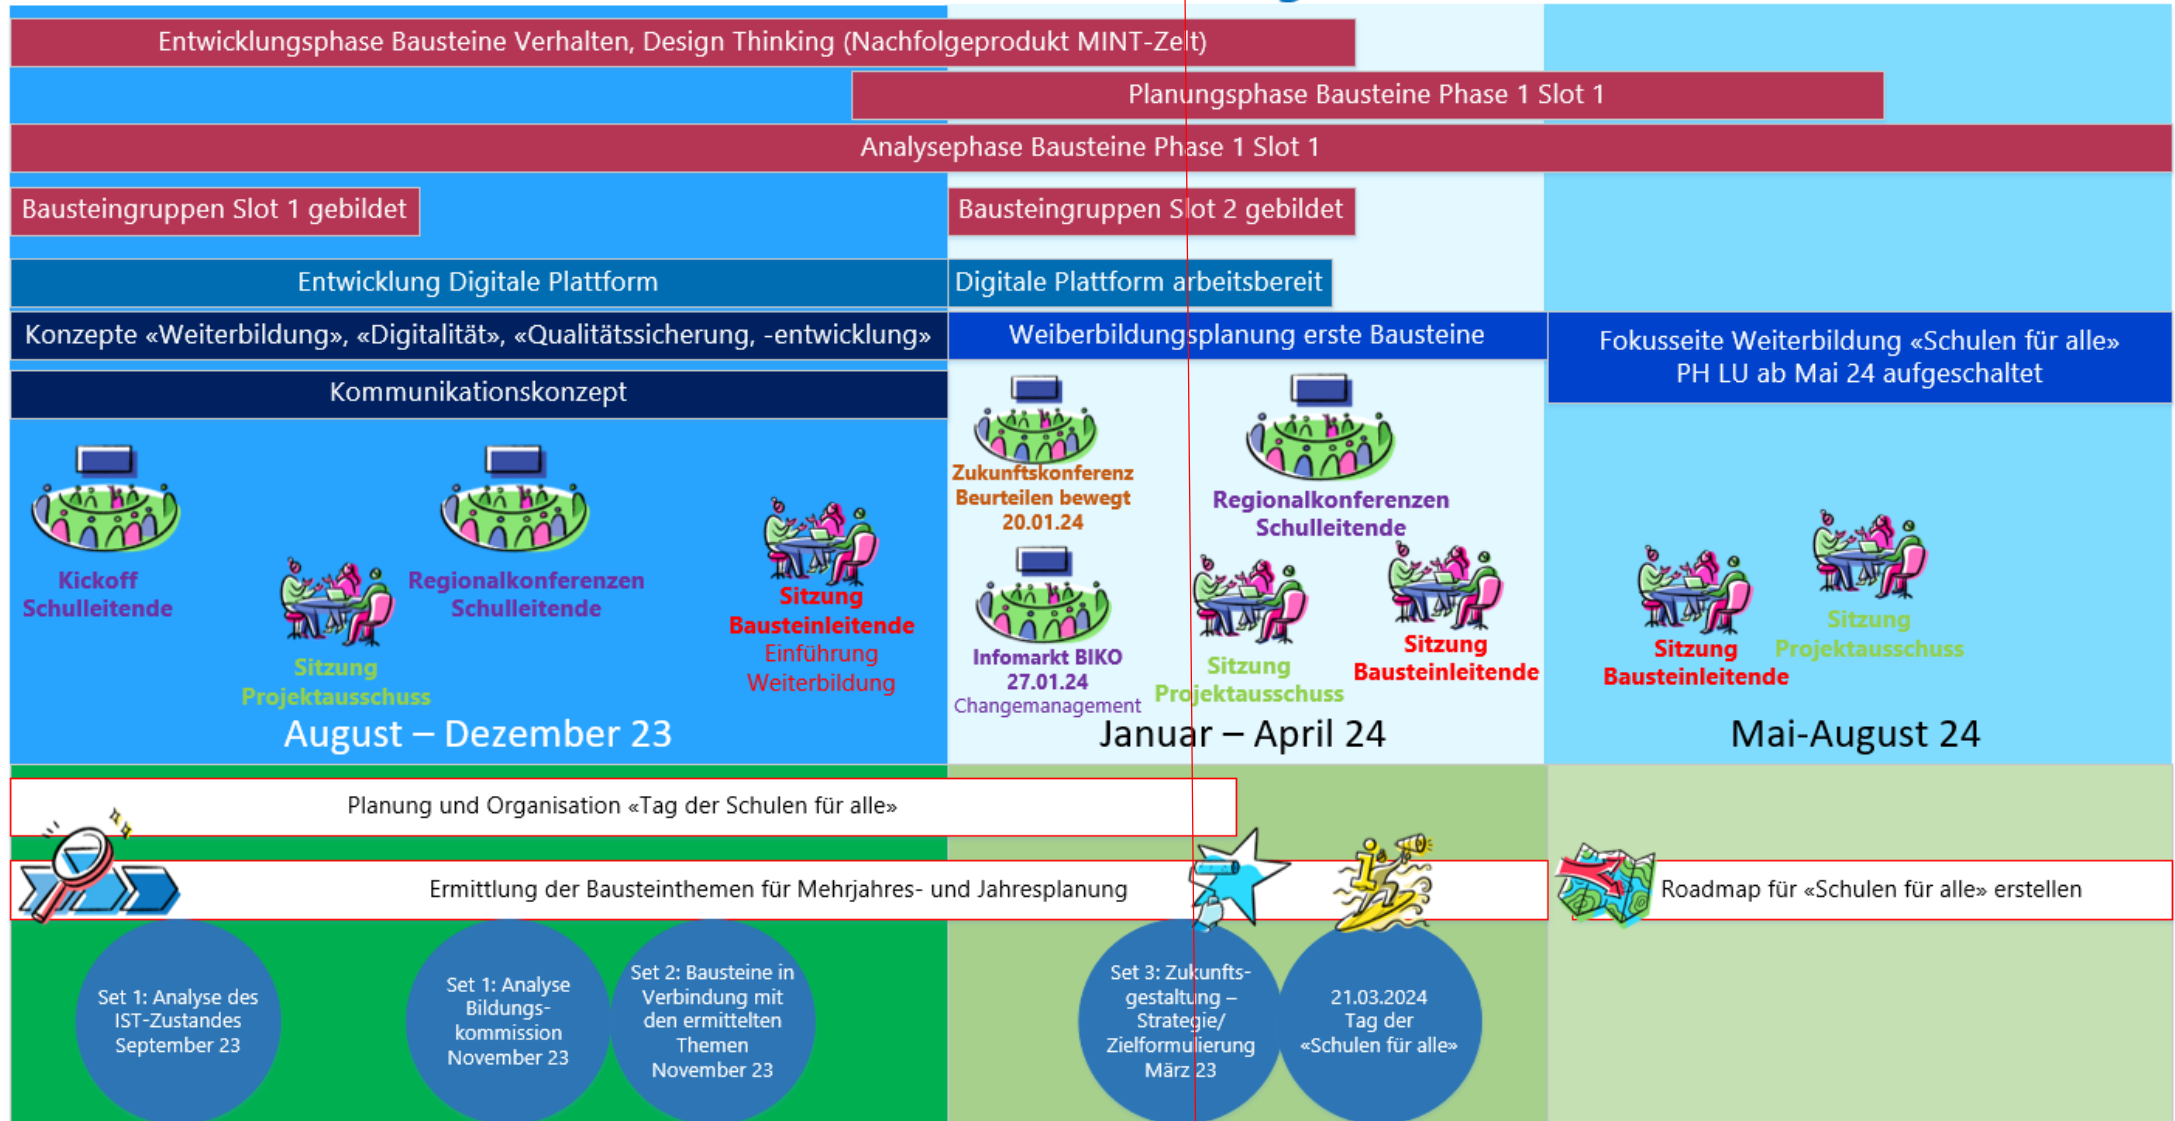 Entwicklungsphase Bausteine Verhalten, Design Thinking (Nachfolgeprodukt MINT-Zelt)
Planungsphase Bausteine Phase 1 Slot 1
Analysephase Bausteine Phase 1 Slot 1
Bausteingruppen Slot 1 gebildet
Bausteingruppen Slot 2 gebildet
Entwicklung Digitale Plattform
Digitale Plattform arbeitsbereit
Konzepte «Weiterbildung», «Digitalität», «Qualitätssicherung, -entwicklung»
Weiberbildungsplanung erste Bausteine
Fokusseite Weiterbildung «Schulen für alle»
PH LU ab Mai 24 aufgeschaltet
Kommunikationskonzept
Kickoff
Schulleitende
Sitzung
Projektausschuss
Regionalkonferenzen
Schulleitende
Sitzung
Bausteinleitende
Einführung
Weiterbildung
August – Dezember 23
Zukunftskonferenz
Beurteilen bewegt
20.01.24
Infomarkt BIKO
27.01.24
Changemanagement
Regionalkonferenzen
Schulleitende
Sitzung
Projektausschuss
Sitzung
Bausteinleitende
Januar – April 24
Sitzung
Bausteinleitende
Sitzung
Projektausschuss
Mai-August 24
Planung und Organisation «Tag der Schulen für alle»
Ermittlung der Bausteinthemen für Mehrjahres- und Jahresplanung
Roadmap für «Schulen für alle» erstellen
Set 1: Analyse des
IST-Zustandes
September 23
Set 1: Analyse
Bildungs-
kommission
November 23
Set 2: Bausteine in
Verbindung mit
den ermittelten
Themen
November 23
Set 3: Zukunfts-
gestaltung –
Strategie/
Zielformulierung
März 23
21.03.2024
Tag der
«Schulen für alle»